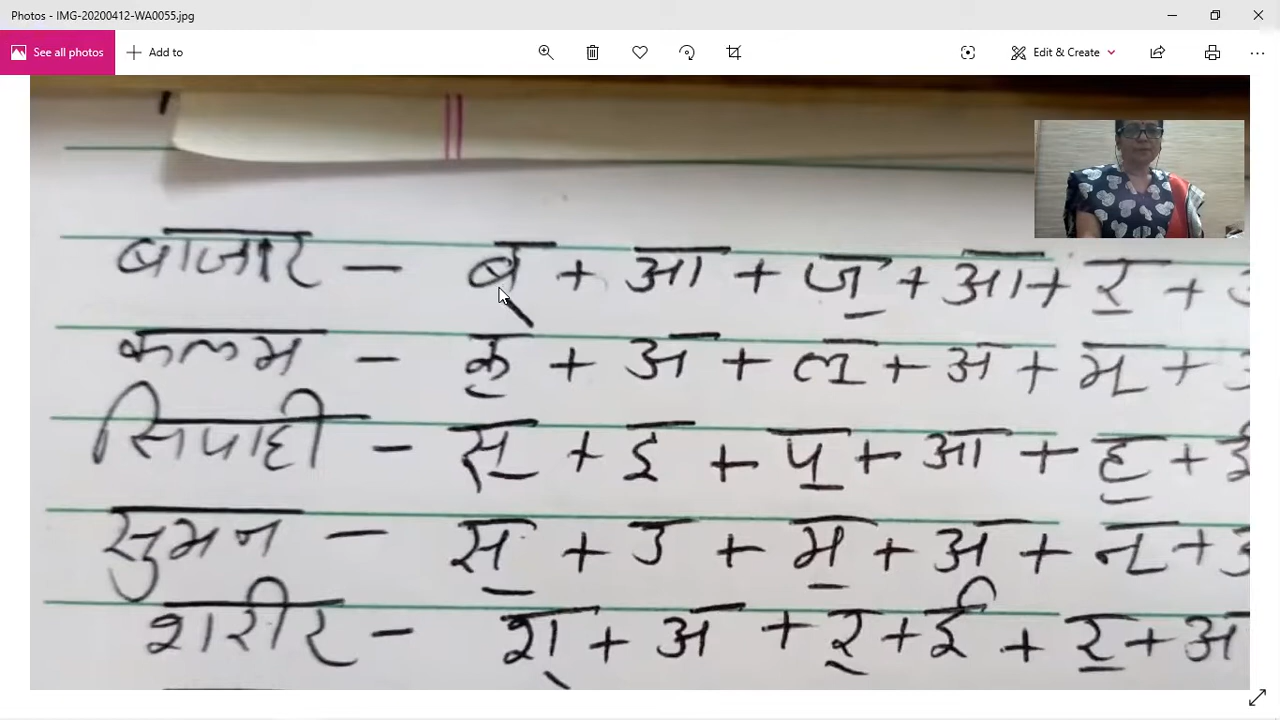 Photos - IMG-20200412-WA0055.jpg
See all photos Add to Edit & Create
बाजार - ब् + आ + ज् + आ + र् +
कलम - क् + अ + ल् + अ + म् +
सिपाही - स् + इ + प् + आ + ह् + ई
सुमन - स् + उ + म् + अ + न् +
शरीर - श् + अ + र् + ई + र् + अ